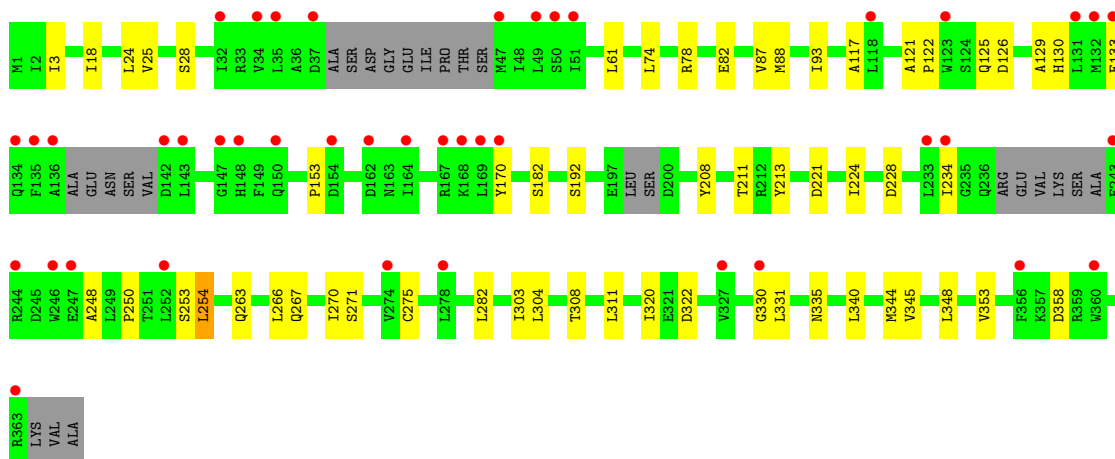 M1 I2 I3 I18 L24 V25 S28 I32 R33 V34 L35 A36 D37 ALA SER ASP GLY GLU ILE PRO THR SER M47 I48 L49 S50 I51 L61 L74 R78 E82 V87 M88 I93 A117 L118 A121 P122 W123 S124 Q125 D126 A129 H130 L131 M132
Q134 F135 A136 ALA GLU ASN SER VAL D142 L143 G147 H148 F149 Q150 P153 D154 D162 N163 I164 R167 K168 L169 Y170 S182 S192 E197 LEU SER D200 Y208 T211 R212 Y213 D221 I224 D228 L233 I234 G235 Q236 ARG GLU VAL LYS SER ALA
R244 D245 W246 E247 A248 L249 P250 T251 L252 S253 L254 Q263 L266 Q267 I270 S271 V274 C275 L278 L282 I303 L304 T308 L311 I320 E321 D322 V327 G330 L331 N335 L340 M344 V345 L348 V353 F356 K357 D358 R359 W360
R363 LYS VAL ALA